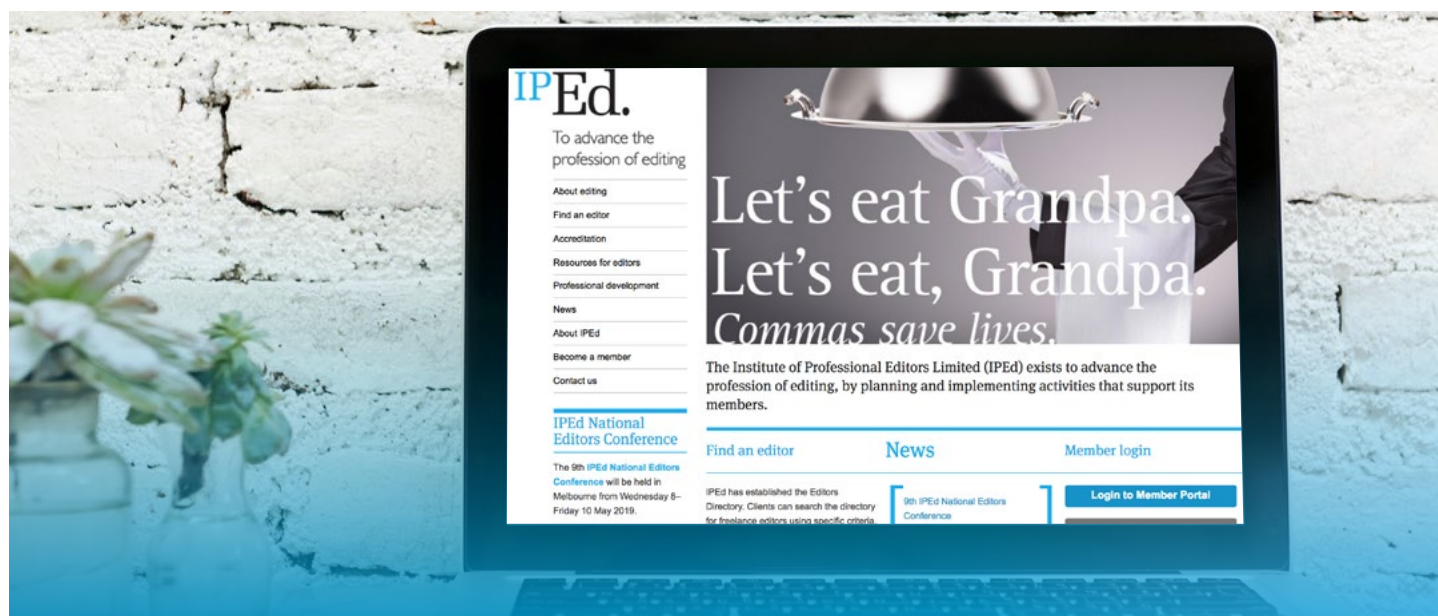 IPEd.
To advance the
profession of editing
About editing
Find an editor
Accreditation
Resources for editors
Professional development
News
About IPEd
Become a member
Contact us
IPEd National
Editors Conference
The 9th IPEd National Editors
Conference will be held in
Melbourne from Wednesday 8–
Friday 10 May 2019.
Let's eat Grandpa.
Let's eat, Grandpa.
Commas save lives.
The Institute of Professional Editors Limited (IPEd) exists to advance the
profession of editing, by planning and implementing activities that support its
members.
Find an editor
IPEd has established the Editors
Directory. Clients can search the directory
for freelance editors using specific criteria.
News
9th IPEd National Editors
Conference
Member login
Login to Member Portal